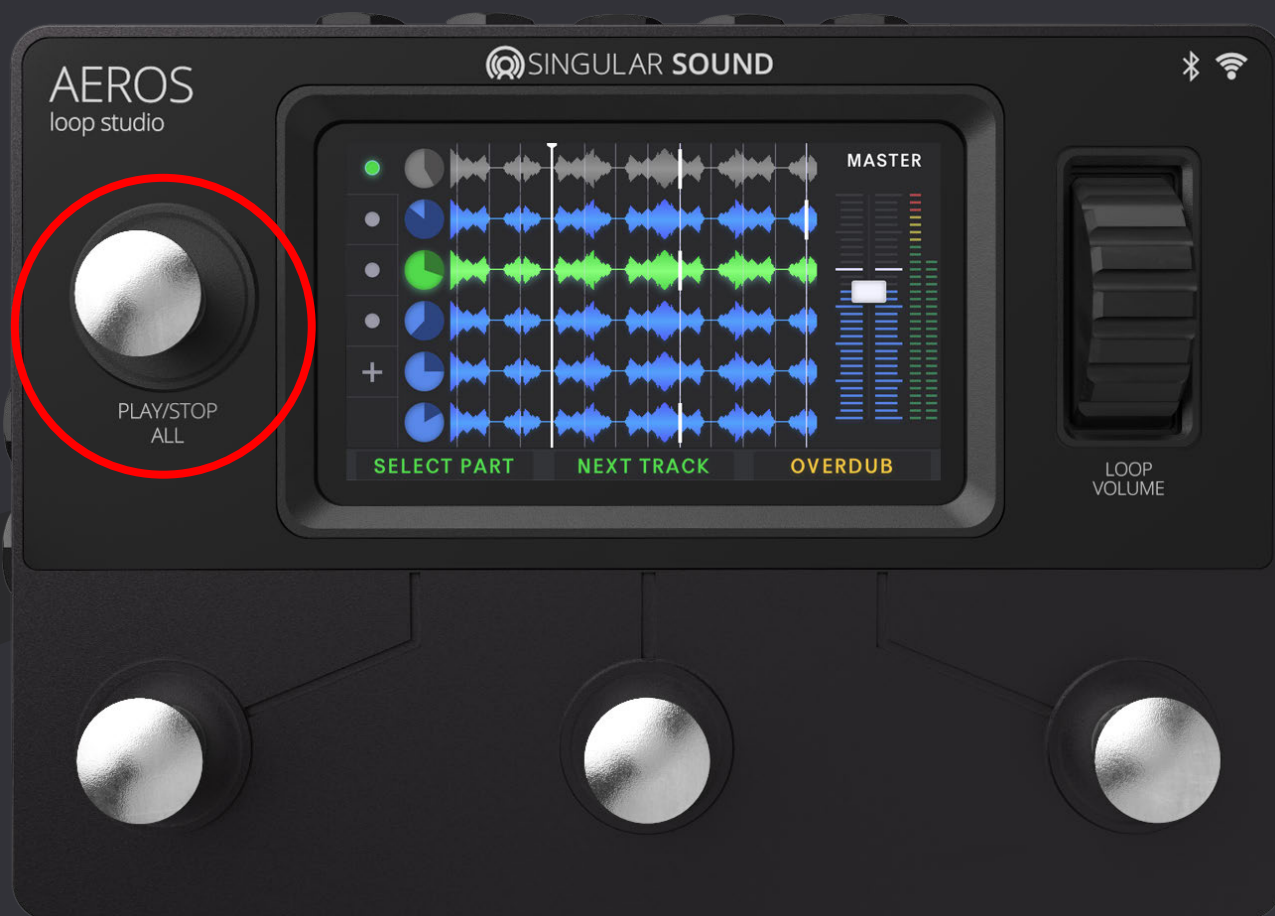 SINGULAR SOUND
AEROS
loop studio
MASTER
PLAY/STOP
ALL
SELECT PART
NEXT TRACK
OVERDUB
LOOP
VOLUME